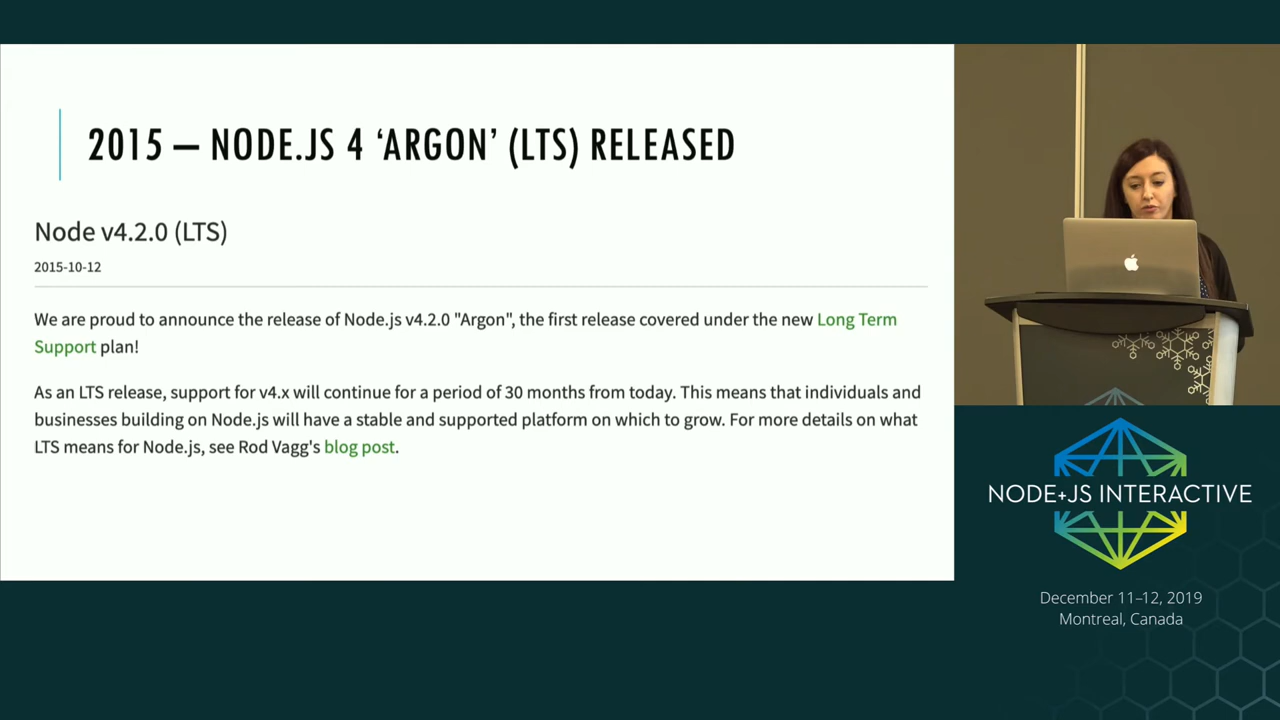 2015 — NODE.JS 4 ‘ARGON’ (LTS) RELEASED
Node v4.2.0 (LTS)
2015-10-12
We are proud to announce the release of Node.js v4.2.0 "Argon", the first release covered under the new Long Term
Support plan!
As an LTS release, support for v4.x will continue for a period of 30 months from today. This means that individuals and
businesses building on Node.js will have a stable and supported platform on which to grow. For more details on what
LTS means for Node.js, see Rod Vagg's blog post.
NODE+JS INTERACTIVE
December 11–12, 2019
Montreal, Canada